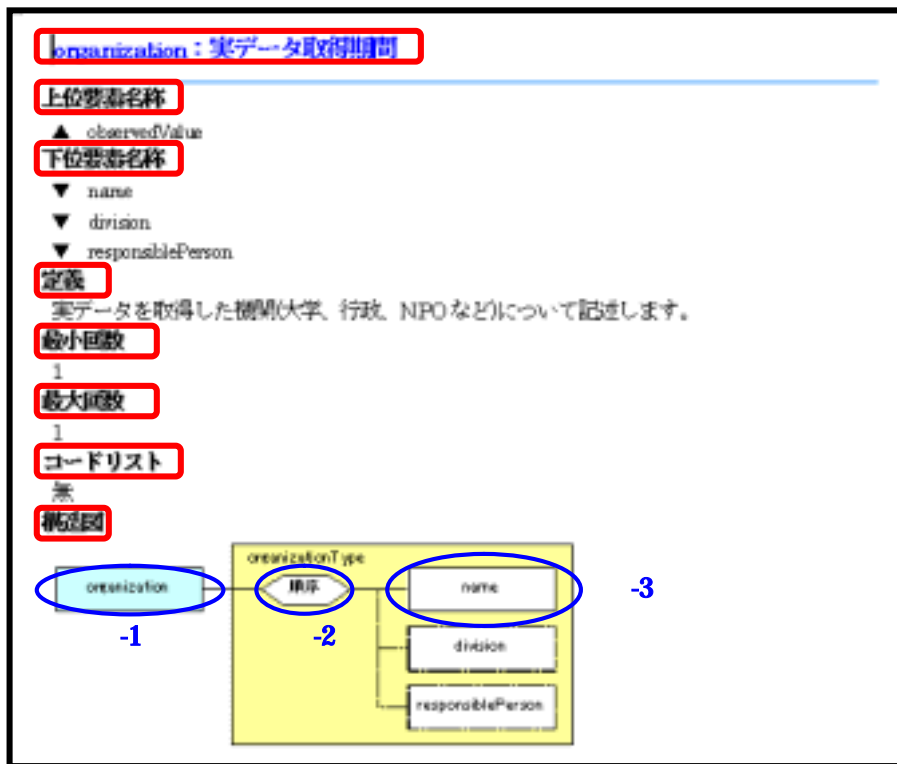 organization:実データ取得期間
上位要素名称
▲ observedValue
下位要素名称
▼ name
▼ division
▼ responsiblePerson
定義
実データを取得した機関(大学、行政、NPOなど)について記述します。
最小回数
1
最大回数
1
コードリスト
無
構造図
organizationType
organization
順序
name
-3
-1
-2
division
responsiblePerson